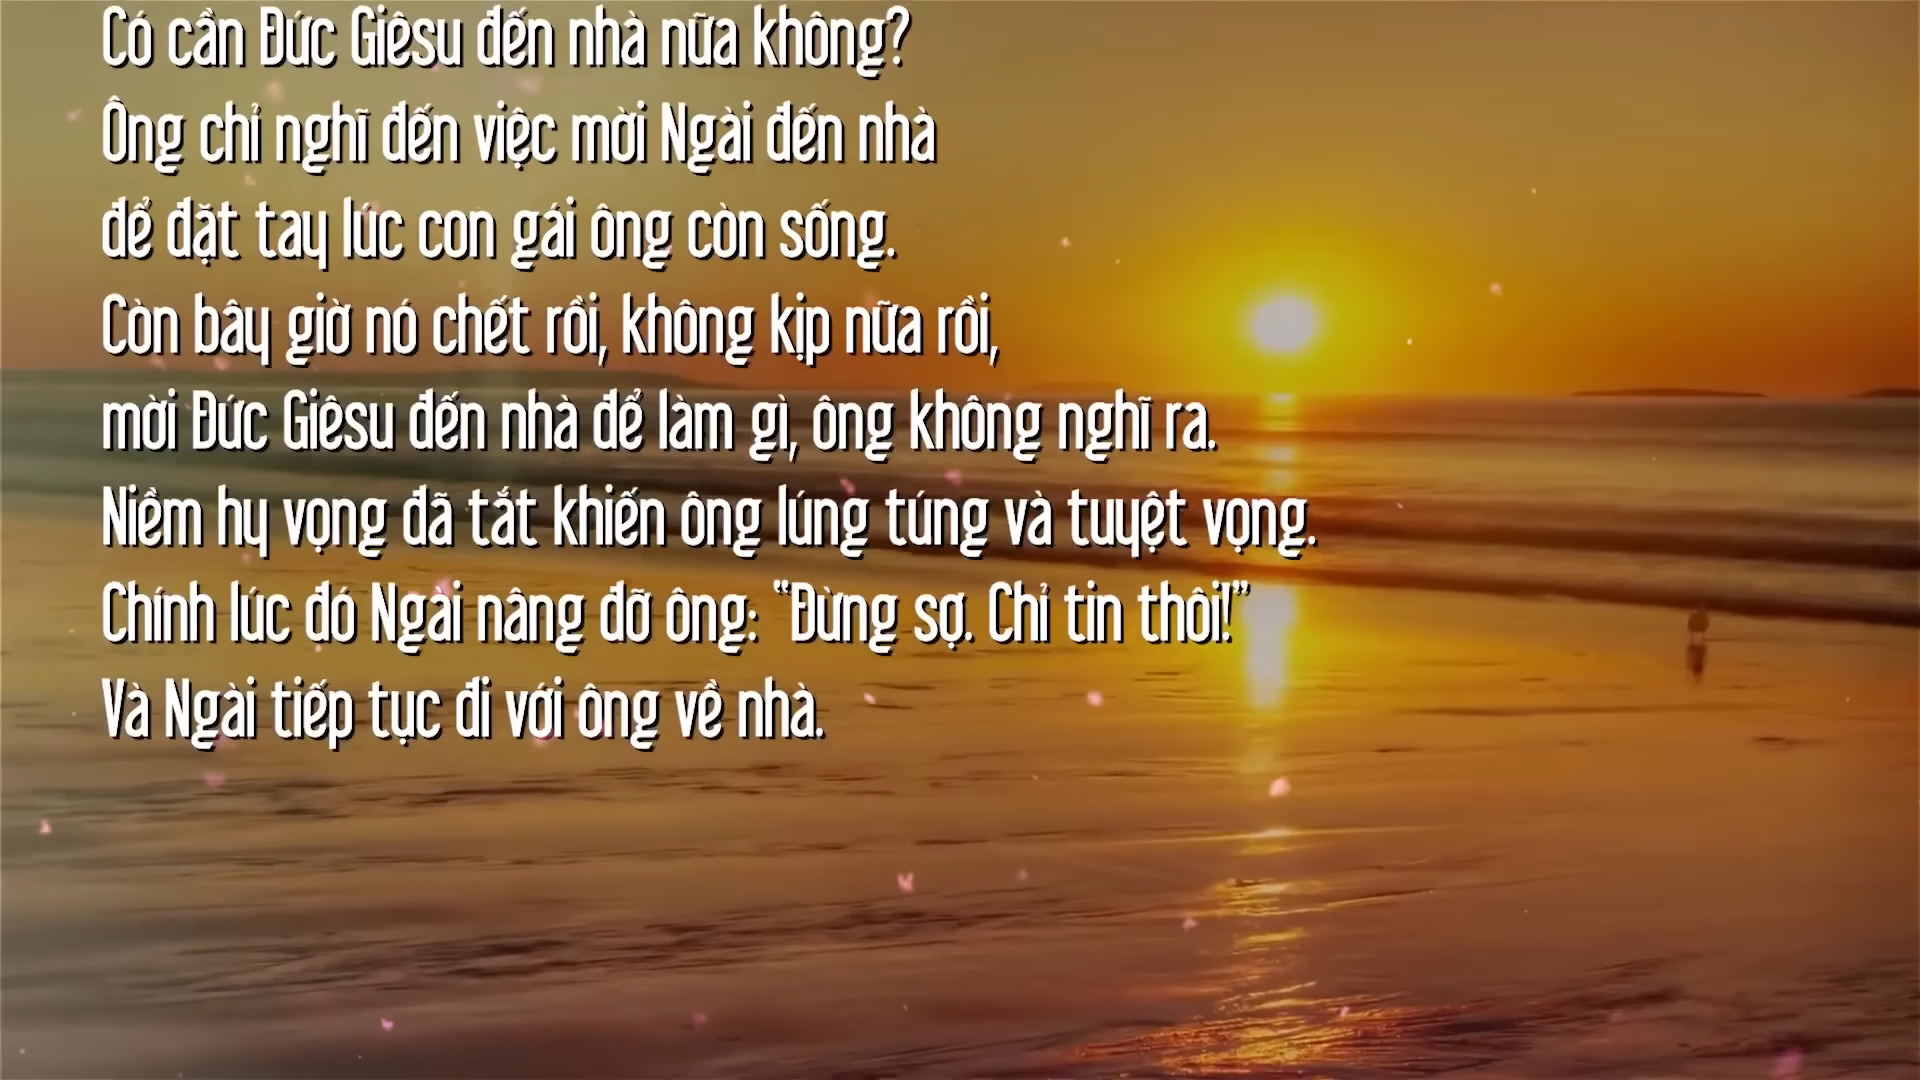 Có cần Đức Giêsu đến nhà nữa không?
Ông chỉ nghĩ đến việc mời Ngài đến nhà
để đặt tay lúc con gái ông còn sống.
Còn bây giờ nó chết rồi, không kịp nữa rồi,
mời Đức Giêsu đến nhà để làm gì, ông không nghĩ ra.
Niềm hy vọng đã tắt khiến ông lúng túng và tuyệt vọng.
Chính lúc đó Ngài nâng đỡ ông: “Đừng sợ. Chỉ tin thôi!”
Và Ngài tiếp tục đi với ông về nhà.